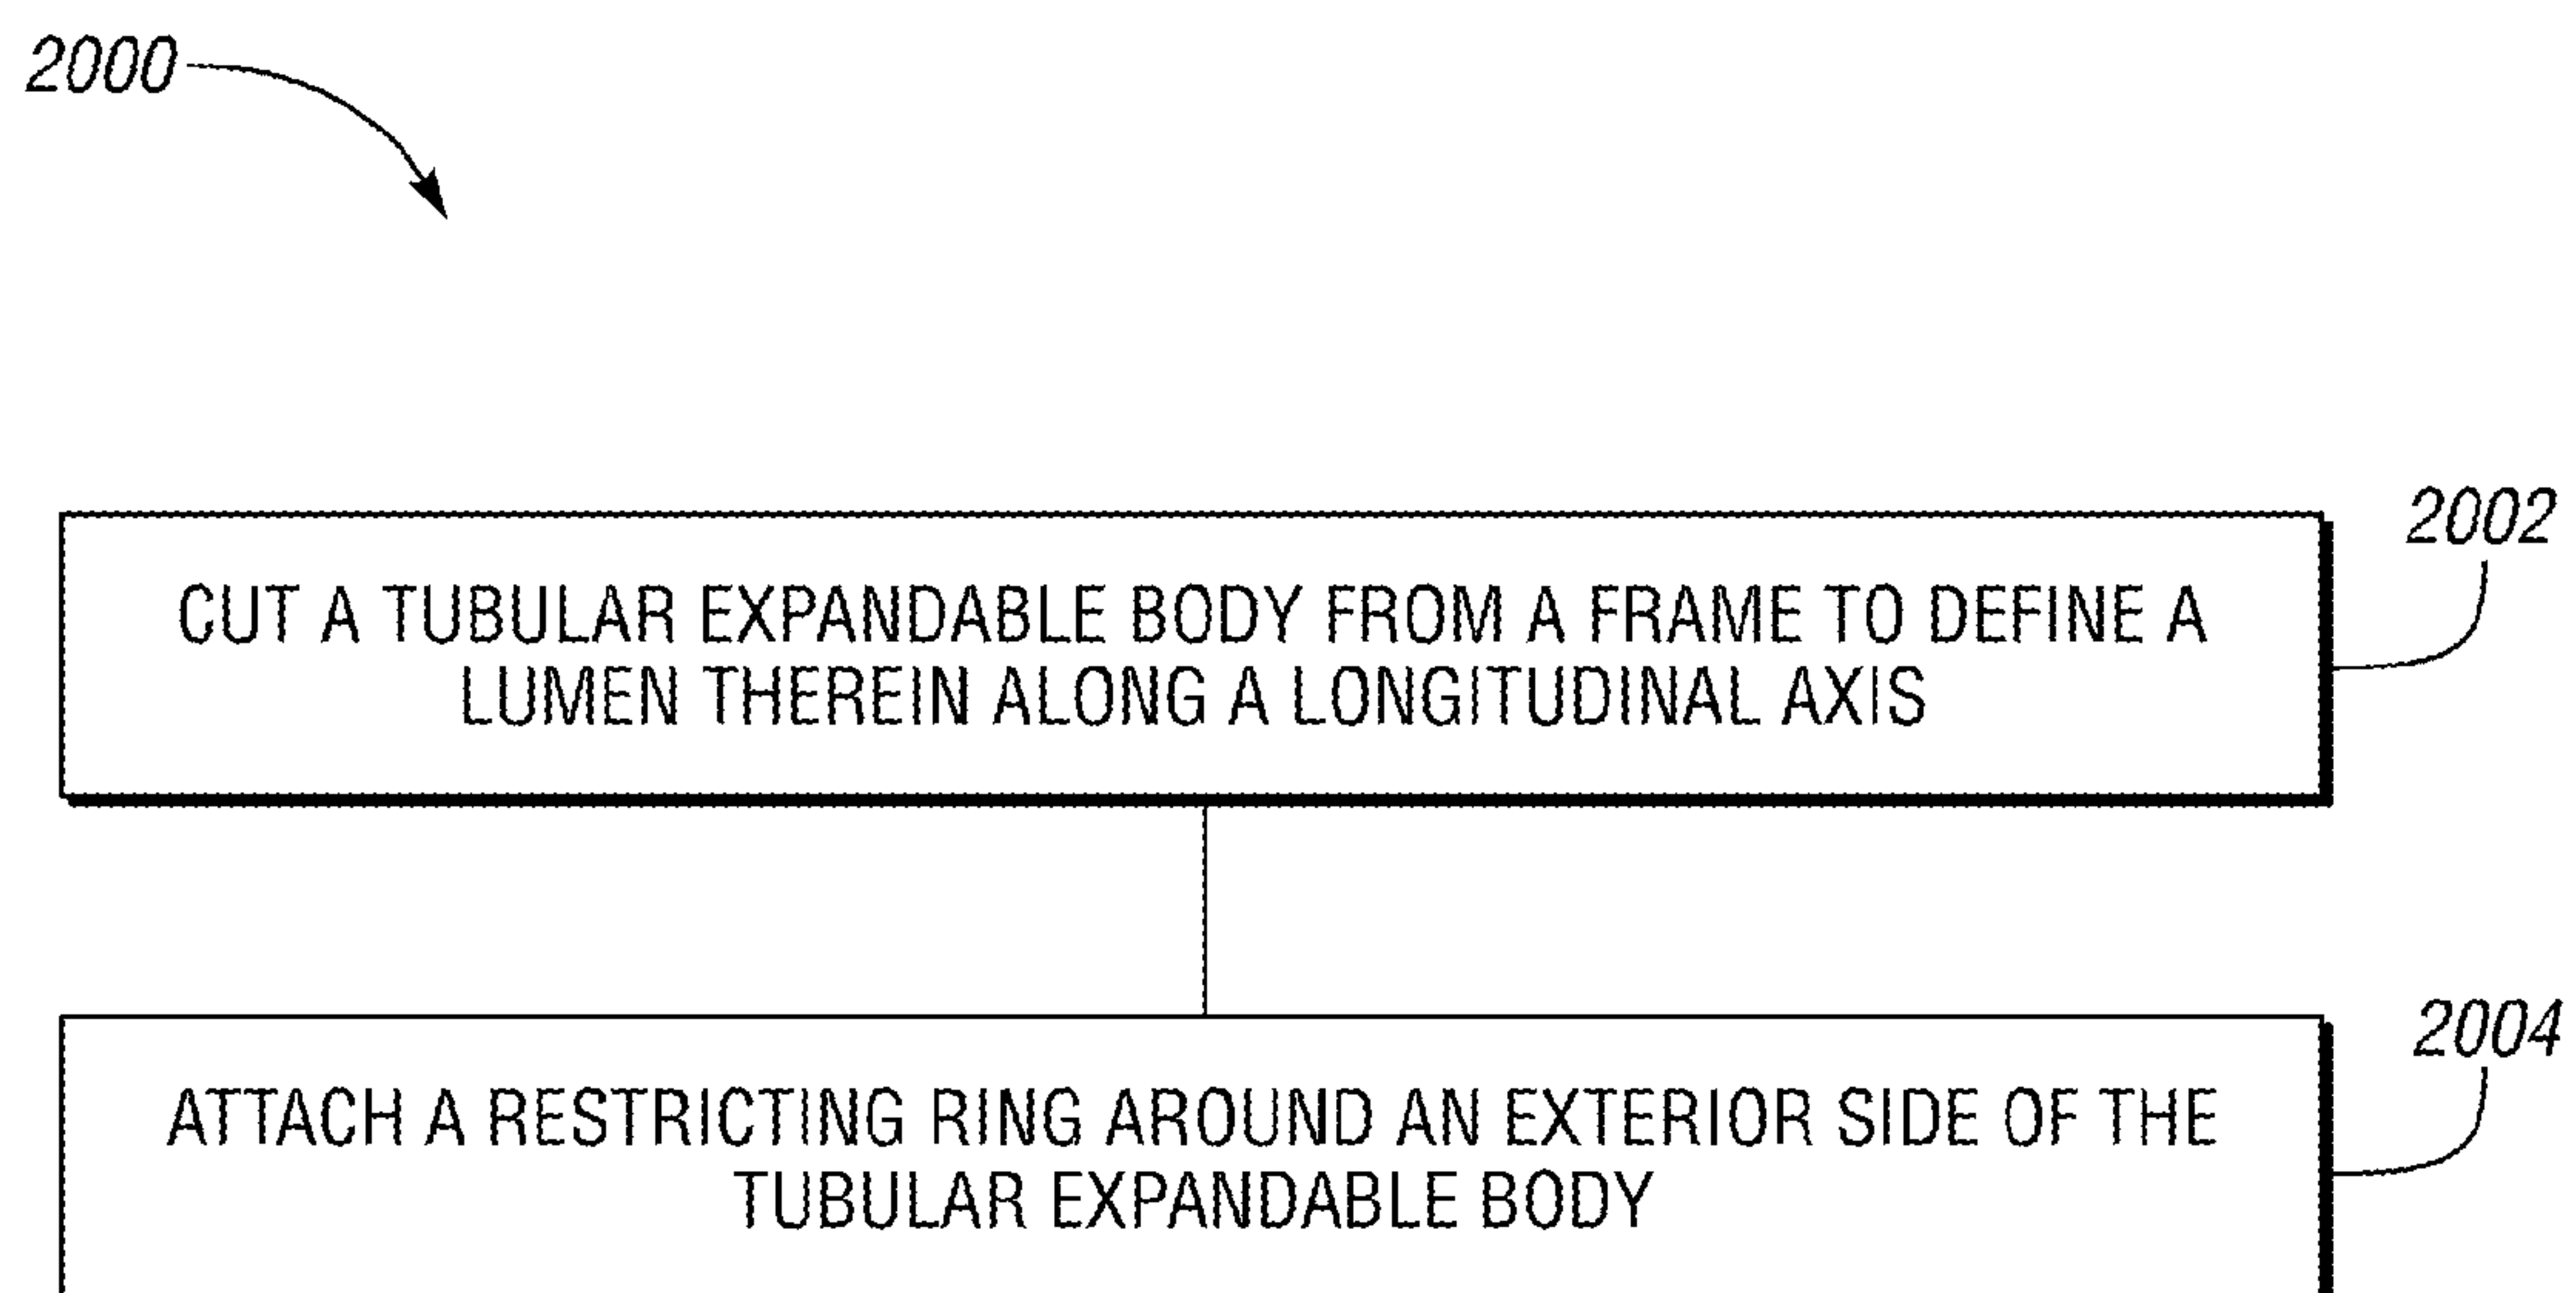 2000
2002
CUT A TUBULAR EXPANDABLE BODY FROM A FRAME TO DEFINE A
LUMEN THEREIN ALONG A LONGITUDINAL AXIS
2004
ATTACH A RESTRICTING RING AROUND AN EXTERIOR SIDE OF THE
TUBULAR EXPANDABLE BODY